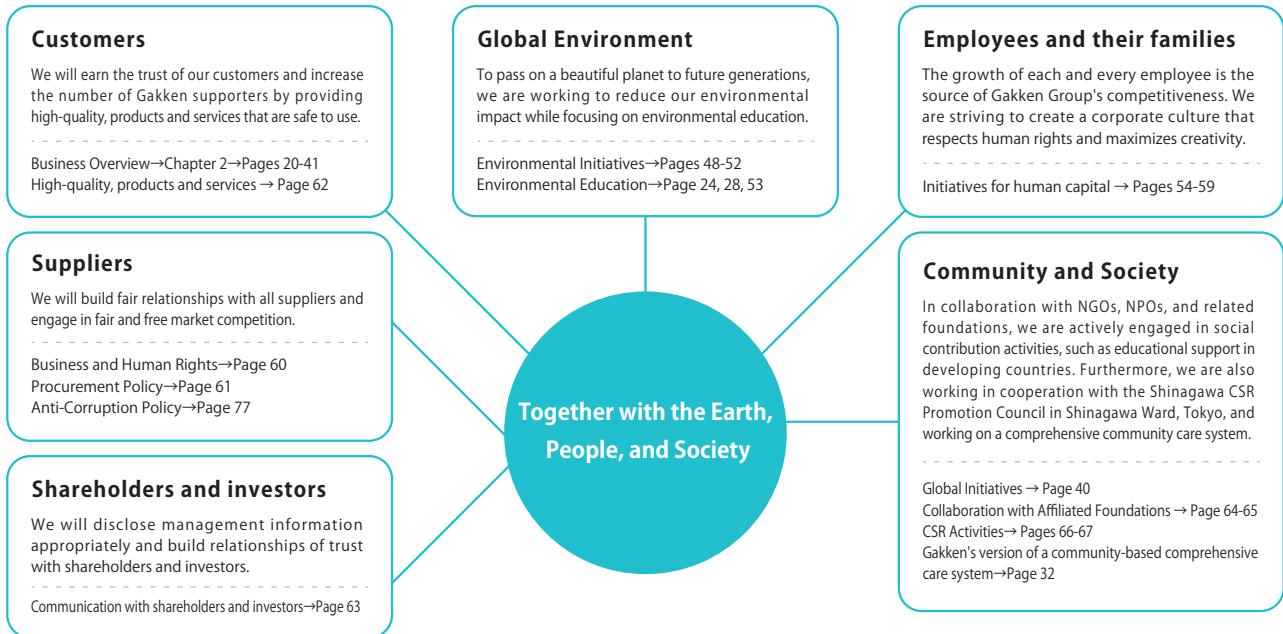 Customers
We will earn the trust of our customers and increase
the number of Gakken supporters by providing
high-quality, products and services that are safe to use.
Business Overview→Chapter 2→Pages 20-41
High-quality, products and services → Page 62
Global Environment
To pass on a beautiful planet to future generations,
we are working to reduce our environmental
impact while focusing on environmental education.
Environmental Initiatives→Pages 48-52
Environmental Education→Page 24, 28, 53
Employees and their families
The growth of each and every employee is the
source of Gakken Group's competitiveness. We
are striving to create a corporate culture that
respects human rights and maximizes creativity.
Initiatives for human capital → Pages 54-59
Suppliers
We will build fair relationships with all suppliers and
engage in fair and free market competition.
Business and Human Rights→Page 60
Procurement Policy→Page 61
Anti-Corruption Policy→Page 77
Community and Society
In collaboration with NGOs, NPOs, and related
foundations, we are actively engaged in social
contribution activities, such as educational support in
developing countries. Furthermore, we are also
working in cooperation with the Shinagawa CSR
Promotion Council in Shinagawa Ward, Tokyo, and
working on a comprehensive community care system.
Global Initiatives → Page 40
Collaboration with Affiliated Foundations → Page 64-65
CSR Activities→ Pages 66-67
Gakken's version of a community-based comprehensive
care system→Page 32
Together with the Earth,
People, and Society
Shareholders and investors
We will disclose management information
appropriately and build relationships of trust
with shareholders and investors.
Communication with shareholders and investors→Page 63